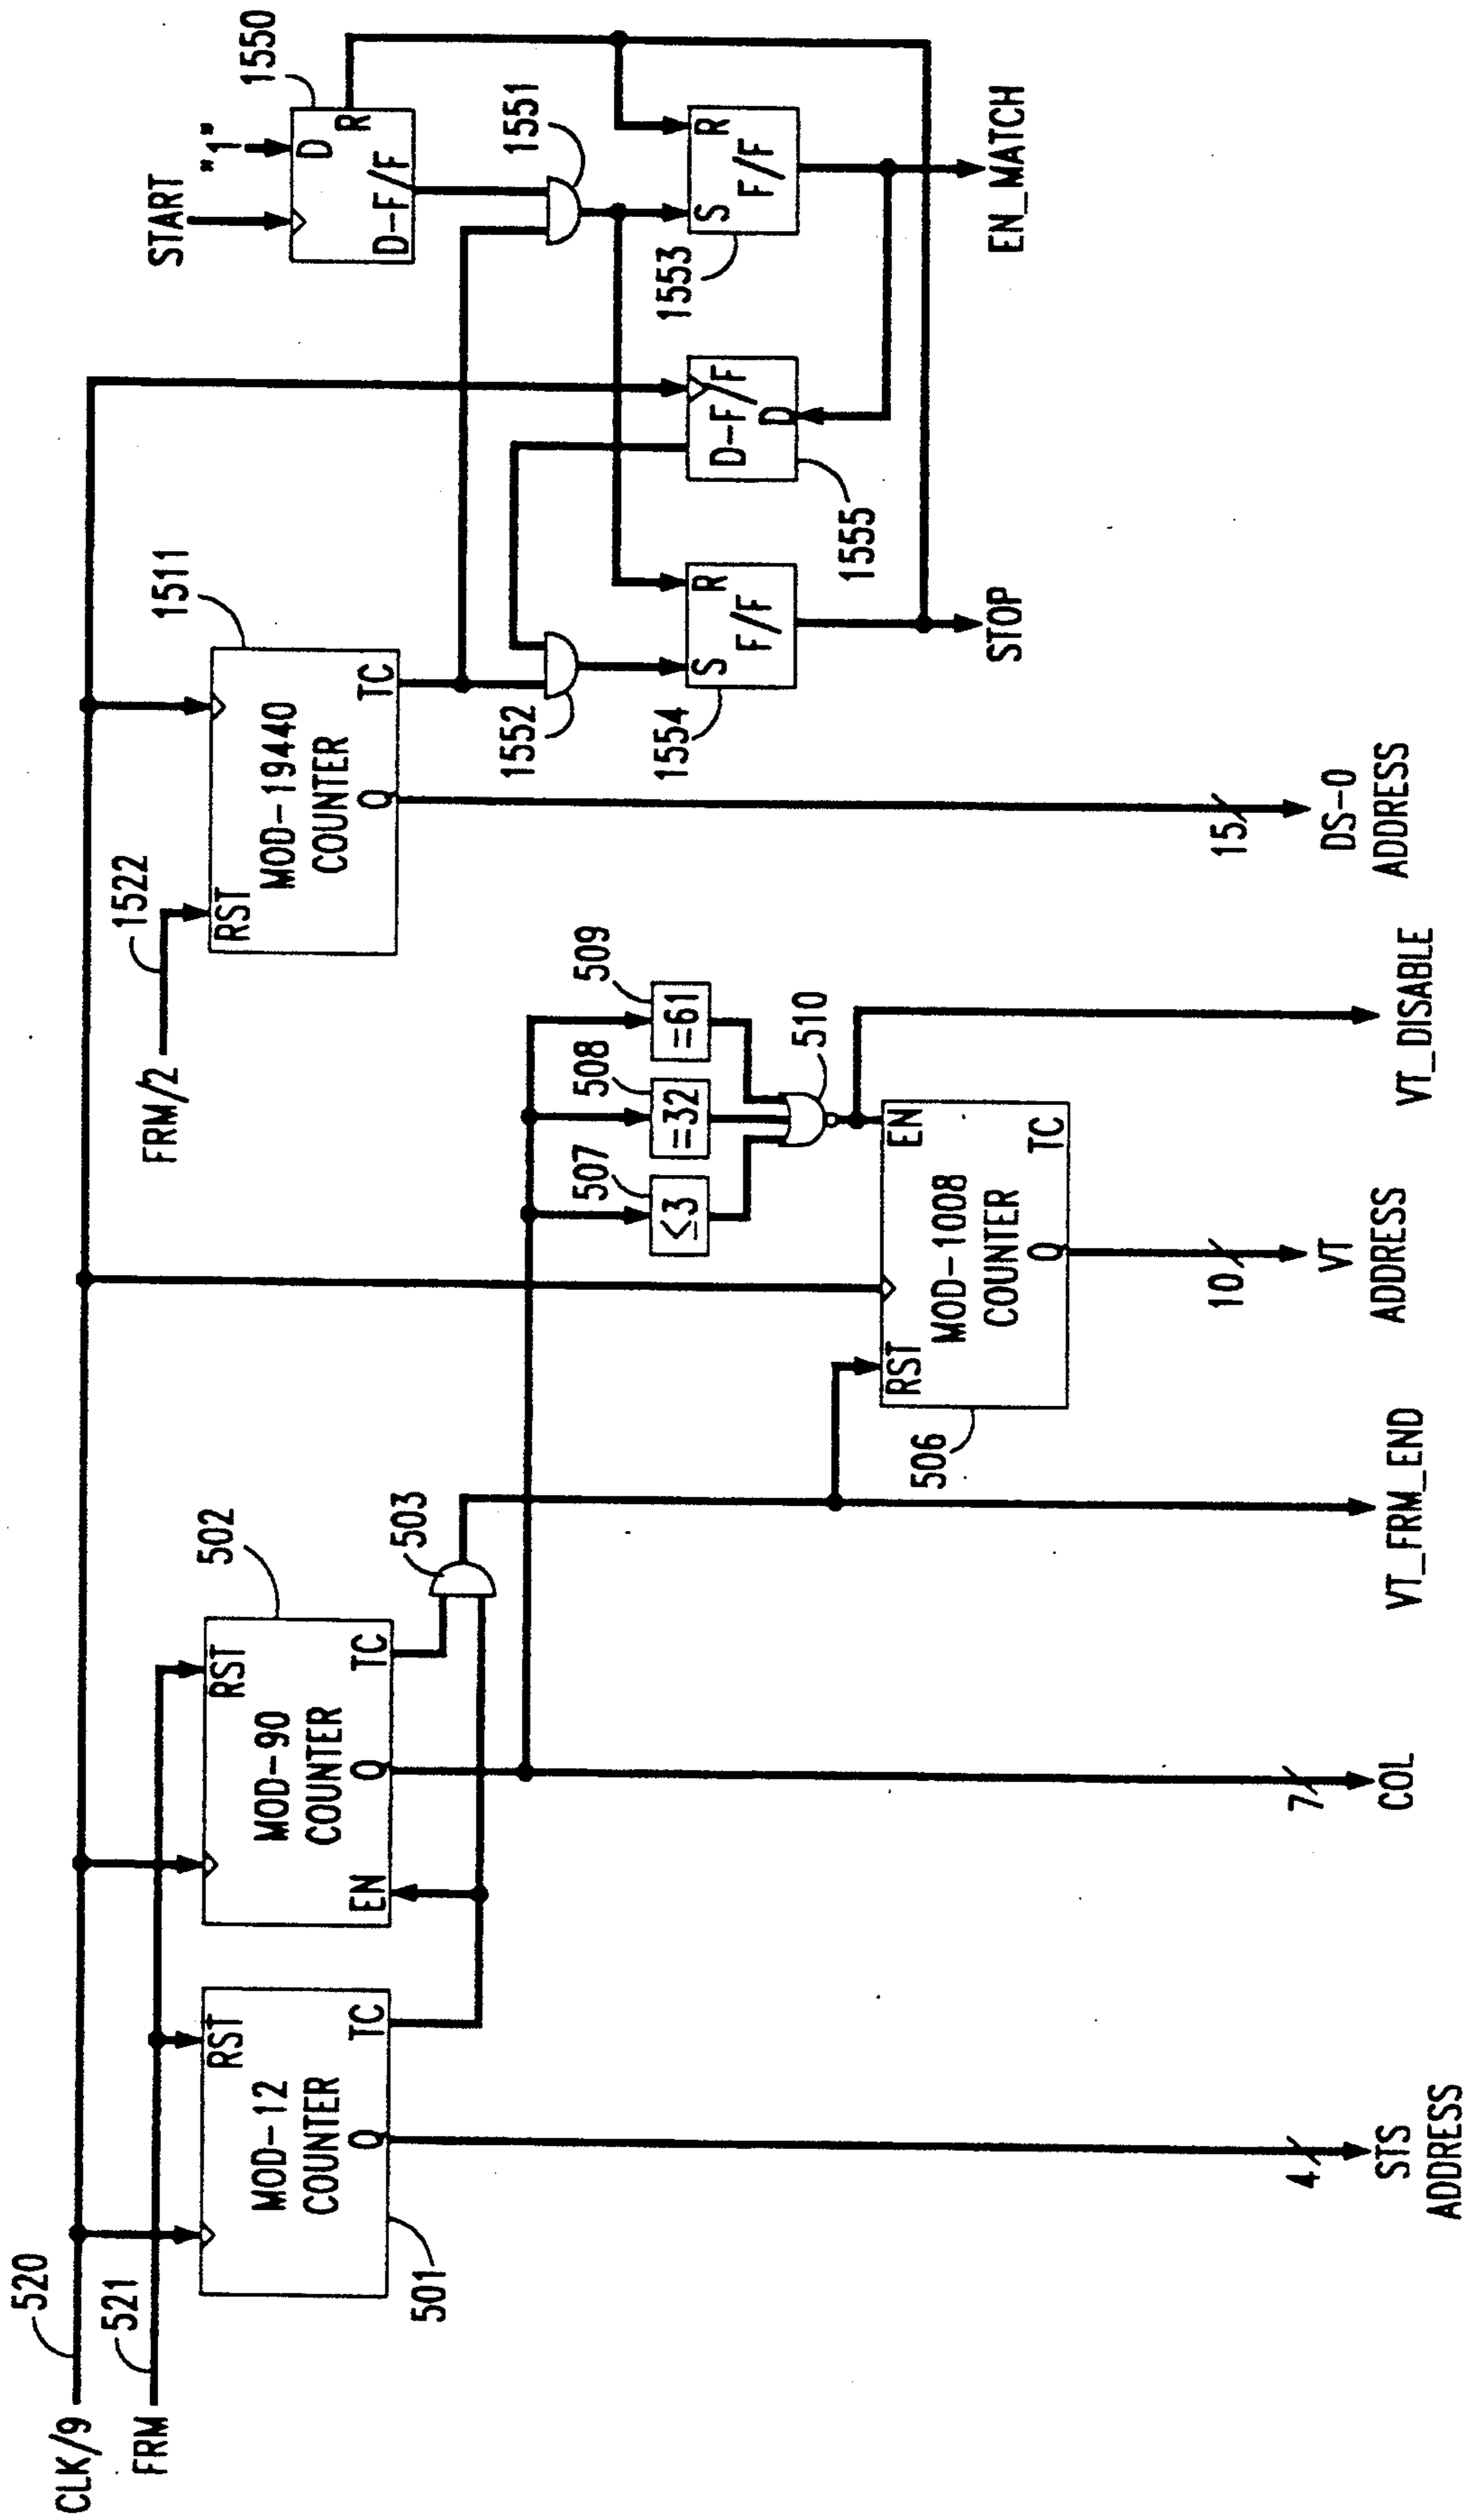 CLK/9
520
FRM
521
MOD-12
COUNTER
RST
Q
TC
501
MOD-90
COUNTER
RST
EN
Q
TC
502
503
FRM/2
1522
RST
MOD-19440
COUNTER
Q
TC
1511
START
"1"
D
R
D-F/F
1550
1551
1552
S
R
F/F
1553
S
R
F/F
1554
D-F/F
D
1555
≤3
507
=32
508
=61
509
510
RST
EN
MOD-1008
COUNTER
Q
TC
506
4
STS
ADDRESS
7
COL
VT_FRM_END
10
VT
ADDRESS
VT_DISABLE
15
DS-0
ADDRESS
STOP
EN_MATCH